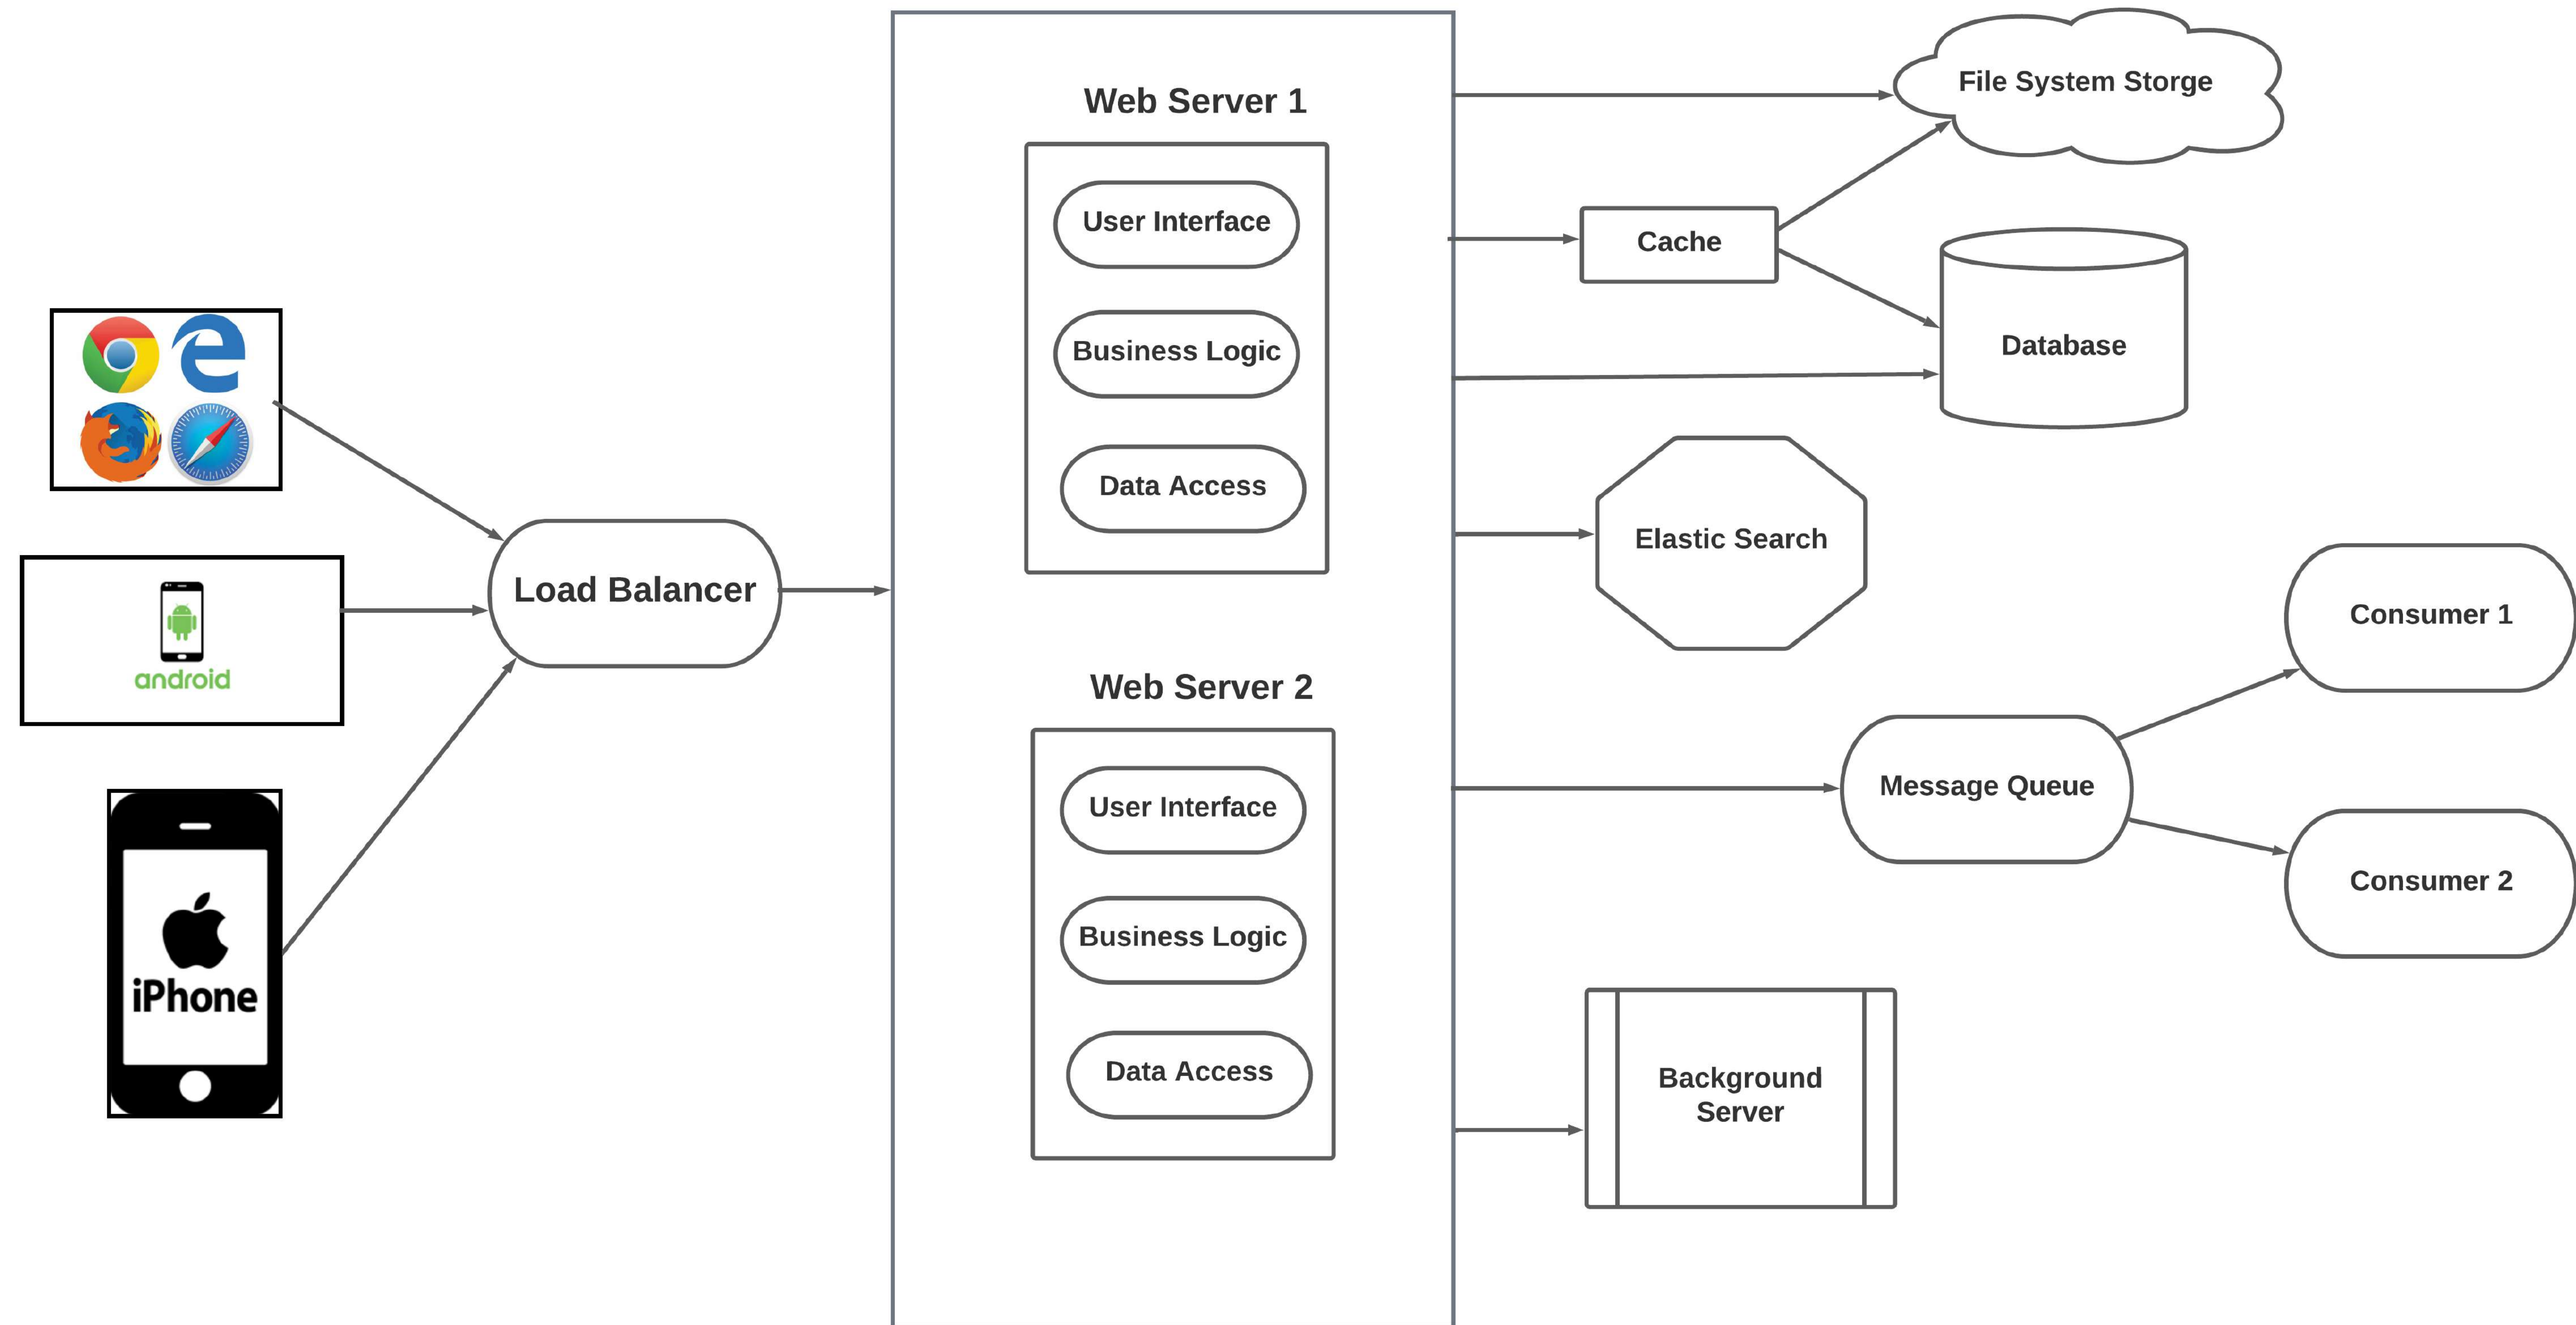 Web Server 1
User Interface
Business Logic
Data Access
Web Server 2
User Interface
Business Logic
Data Access
android
iPhone
Load Balancer
File System Storge
Cache
Database
Elastic Search
Message Queue
Consumer 1
Consumer 2
Background
Server